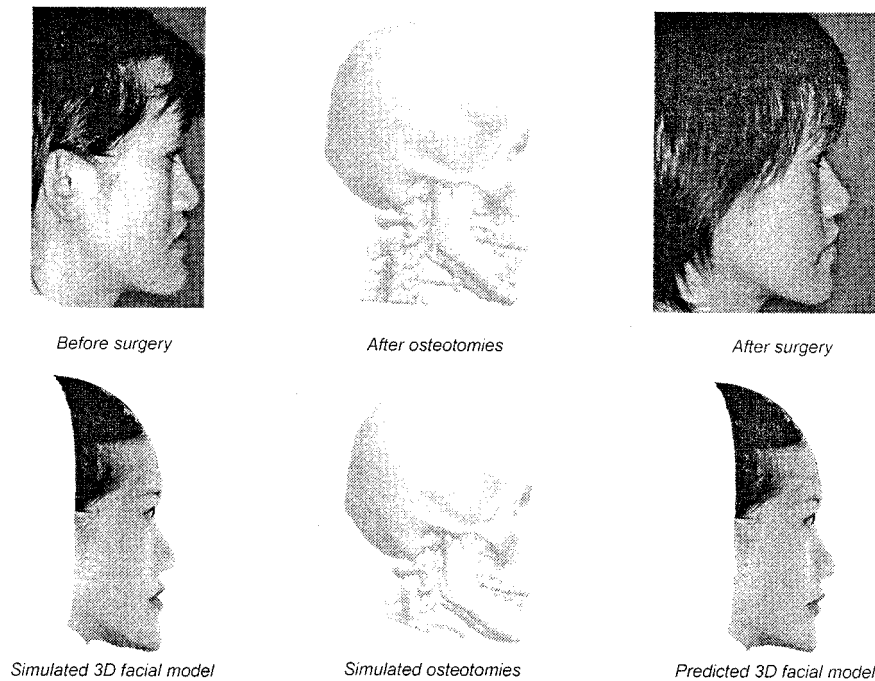 Before surgery
After osteotomies
After surgery
Simulated 3D facial model
Simulated osteotomies
Predicted 3D facial model